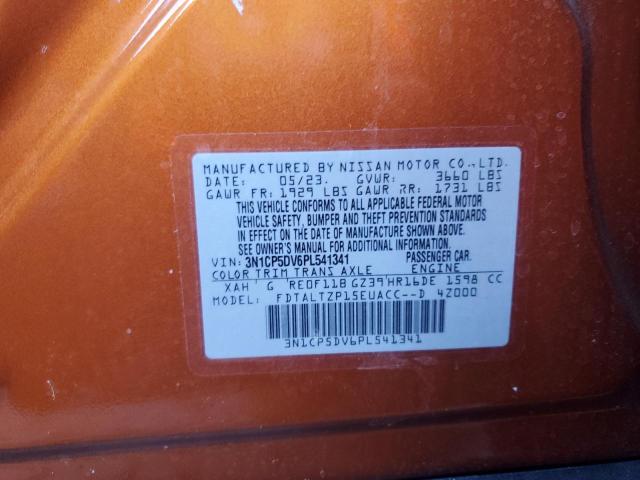 MANUFACTURED BY NISSAN MOTOR CO., LTD.
DATE: 05/23. GVWR: 3660 LBS
GAWR FR: 1929 LBS GAWR RR: 1731 LBS
THIS VEHICLE CONFORMS TO ALL APPLICABLE FEDERAL MOTOR
VEHICLE SAFETY, BUMPER AND THEFT PREVENTION STANDARDS
IN EFFECT ON THE DATE OF MANUFACTURE SHOWN ABOVE.
SEE OWNER'S MANUAL FOR ADDITIONAL INFORMATION.
VIN: 3N1CP5DV6PL541341 PASSENGER CAR.
COLOR TRIM TRANS AXLE ENGINE
XAH G RE0F11B GZ39 HR16DE 1598 CC
MODEL: FDTALTZP15EUACC--D 42000
3N1CP5DV6PL541341